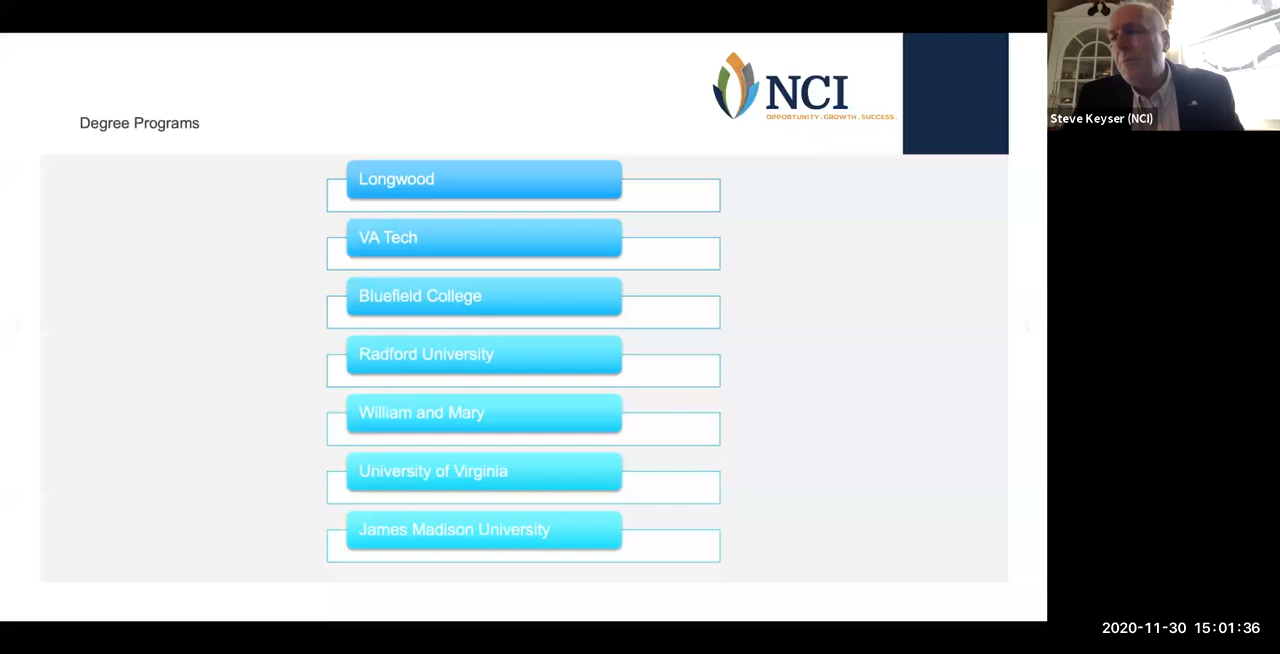 NCI
OPPORTUNITY. GROWTH. SUCCESS.
Steve Keyser (NCI)
Degree Programs
Longwood
VA Tech
Bluefield College
Radford University
William and Mary
University of Virginia
James Madison University
2020-11-30 15:01:36